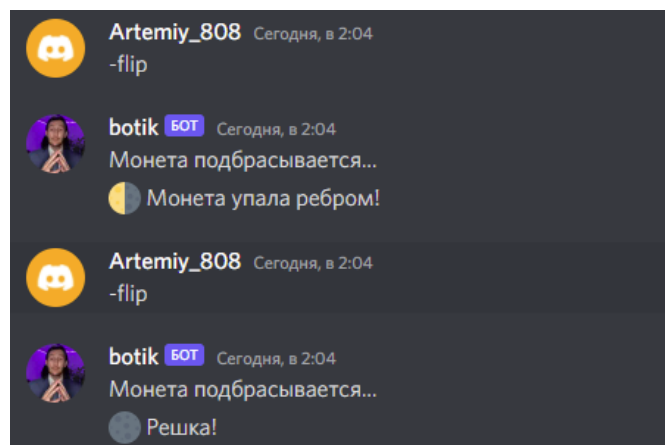 Artemiy_808 Сегодня, в 2:04
-flip
botik БОТ Сегодня, в 2:04
Монета подбрасывается...
🌗 Монета упала ребром!
Artemiy_808 Сегодня, в 2:04
-flip
botik БОТ Сегодня, в 2:04
Монета подбрасывается...
🌑 Решка!